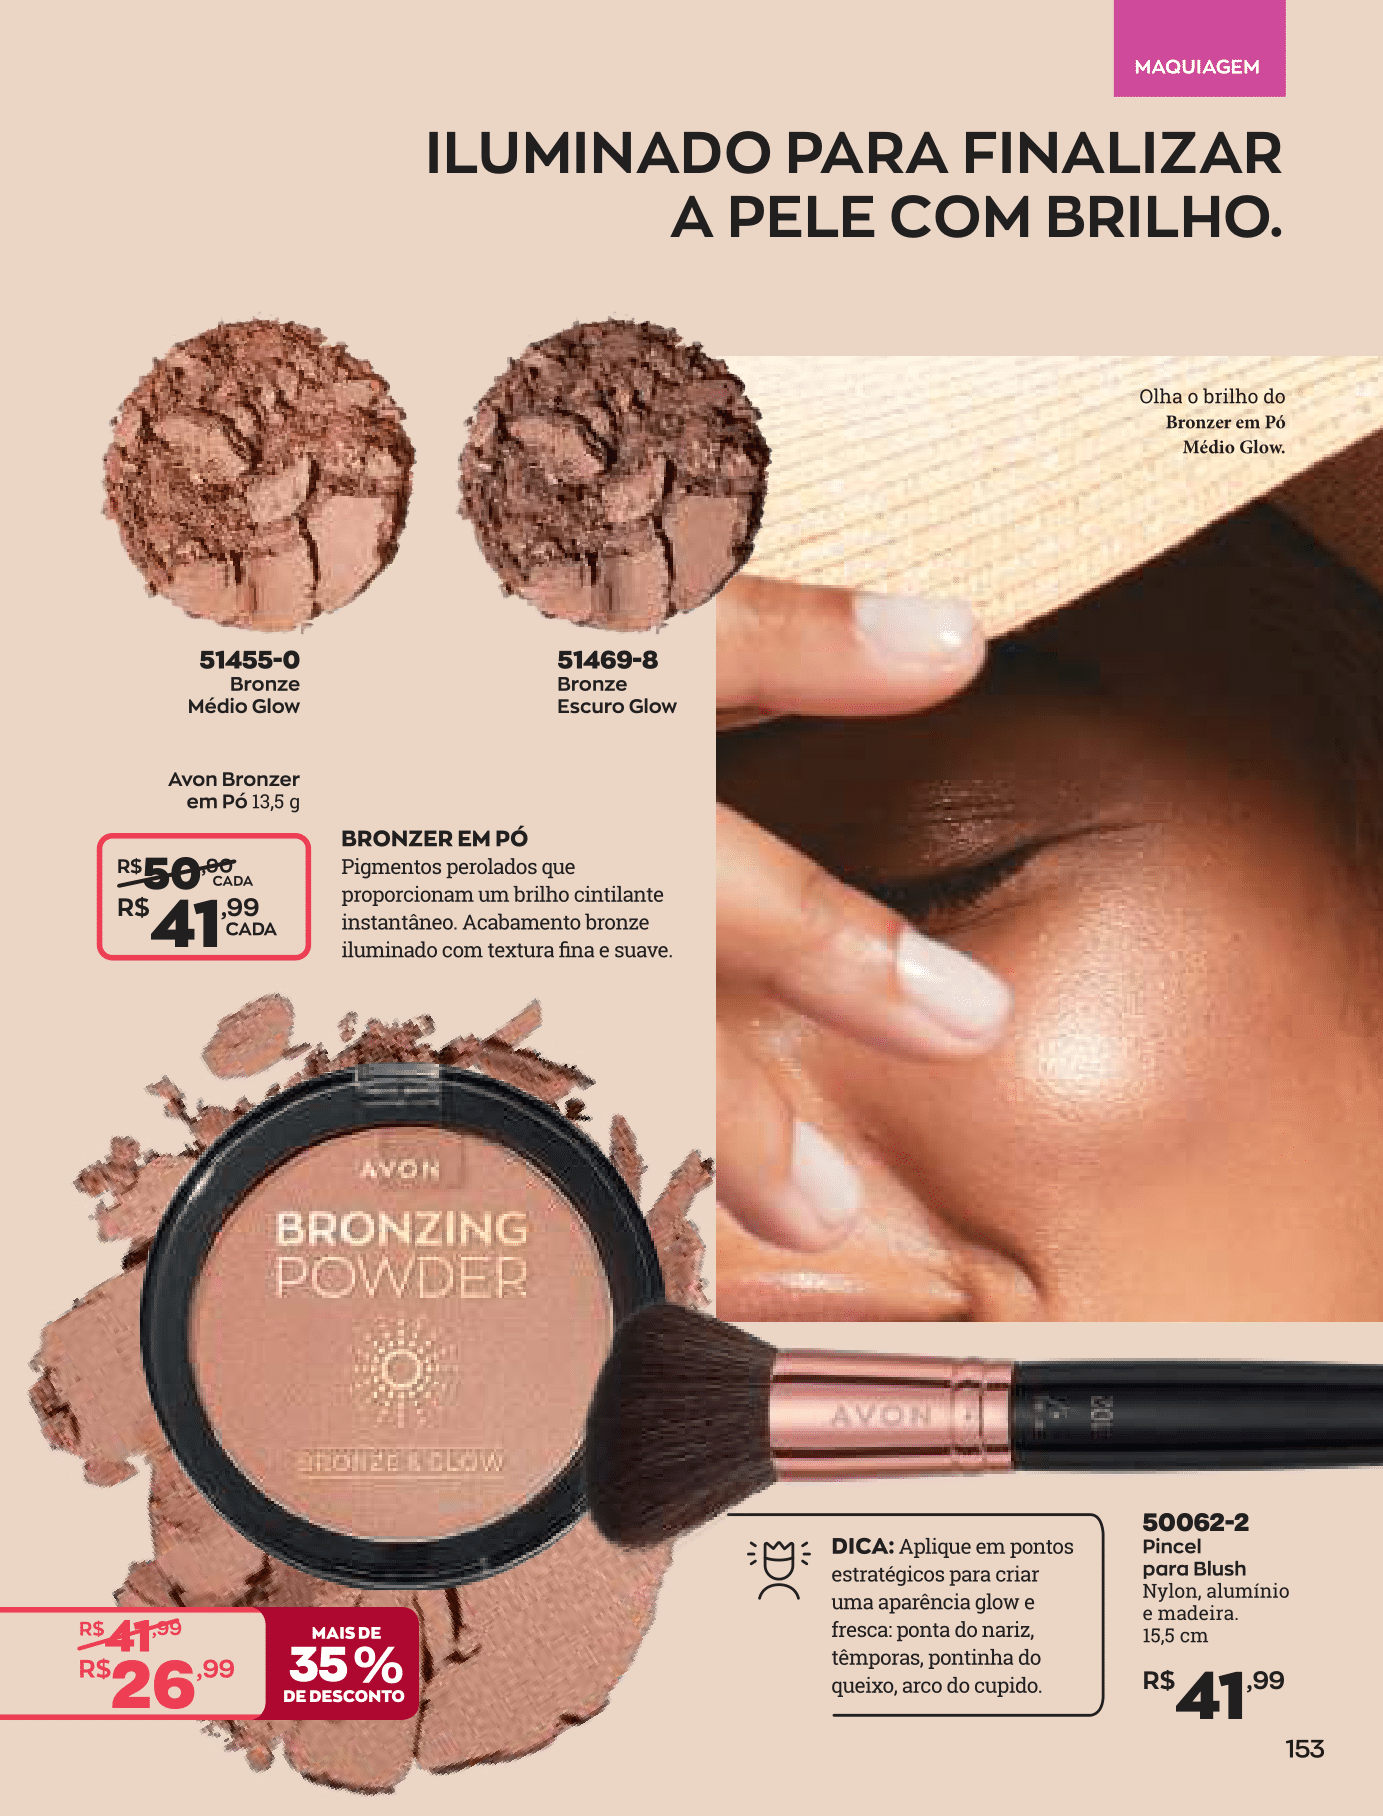 MAQUIAGEM
ILUMINADO PARA FINALIZAR
A PELE COM BRILHO.
Olha o brilho do
Bronzer em Pó
Médio Glow.
51455-0
Bronze
Médio Glow
51469-8
Bronze
Escuro Glow
Avon Bronzer
em Pó 13,5 g
R$50,90
CADA
R$41,99
CADA
BRONZER EM PÓ
Pigmentos perolados que
proporcionam um brilho cintilante
instantâneo. Acabamento bronze
iluminado com textura fina e suave.
AVON
BRONZING
POWDER
BRONZE & GLOW
AVON
102
DICA: Aplique em pontos
estratégicos para criar
uma aparência glow e
fresca: ponta do nariz,
têmporas, pontinha do
queixo, arco do cupido.
50062-2
Pincel
para Blush
Nylon, alumínio
e madeira.
15,5 cm
R$41,99
R$41,99
R$26,99
MAIS DE
35%
DE DESCONTO
153